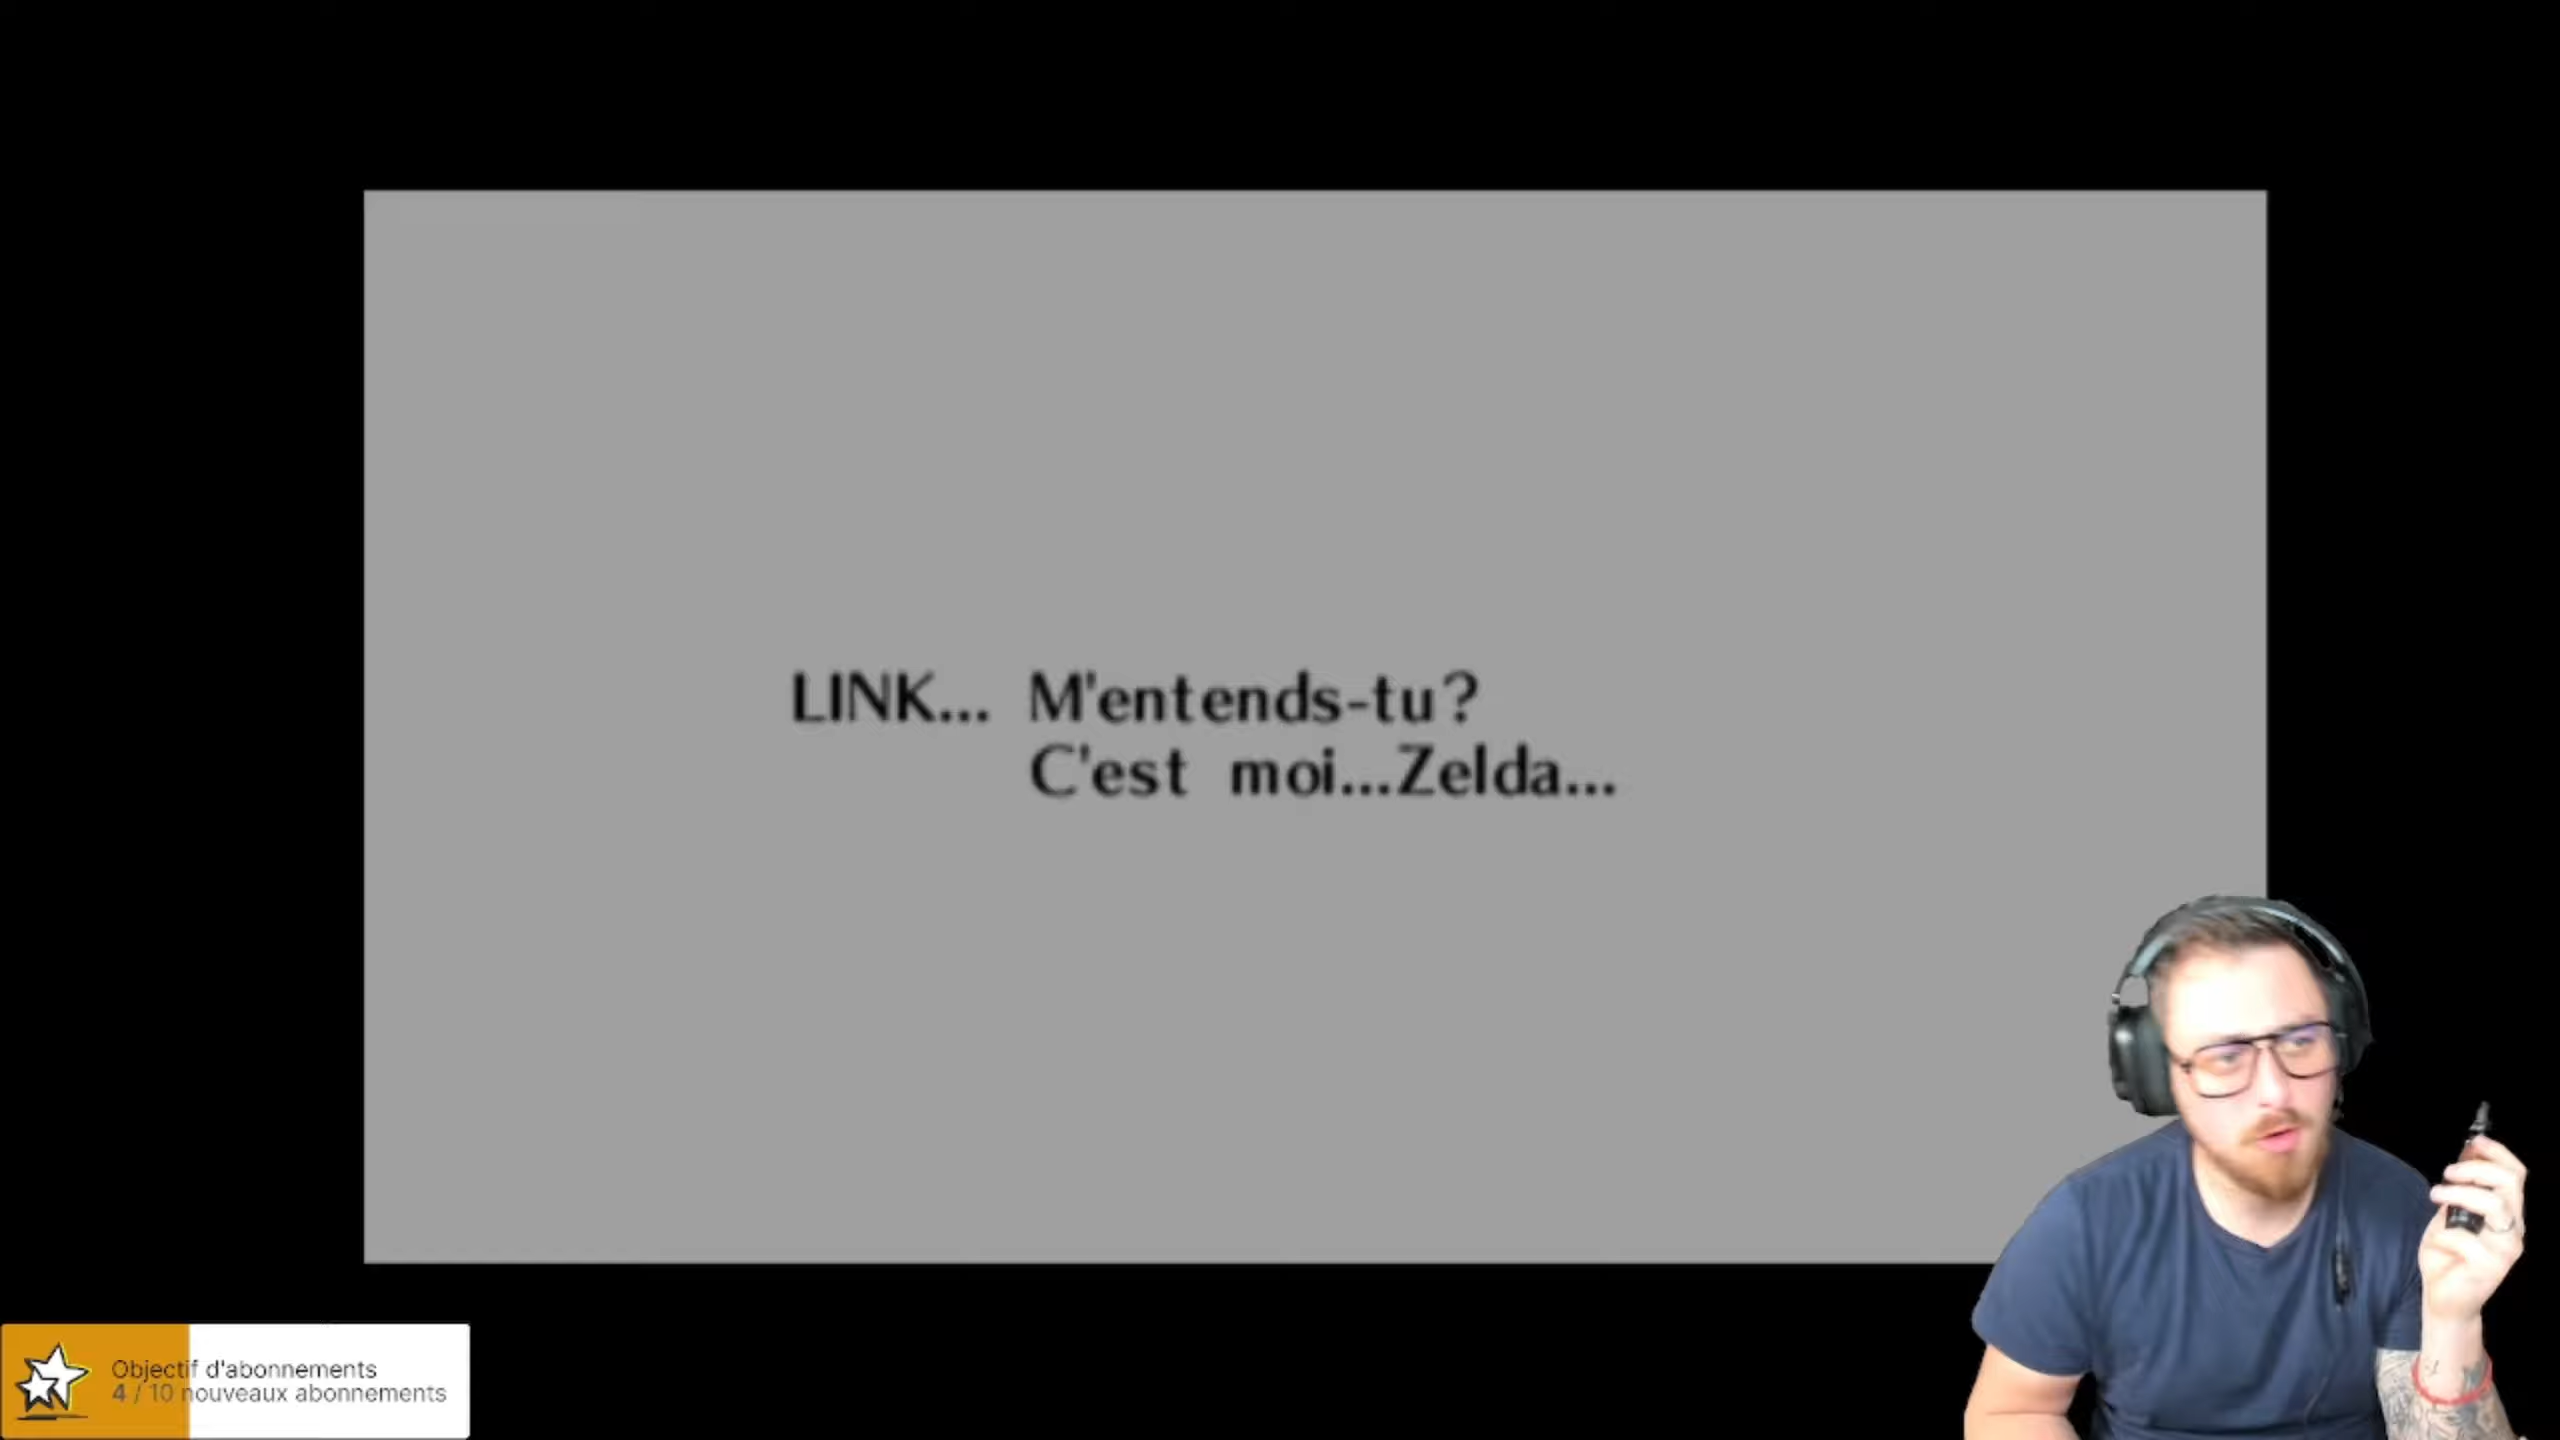 LINK... M'entends-tu?
C'est moi...Zelda...
Objectif d'abonnements
4 / 10 nouveaux abonnements